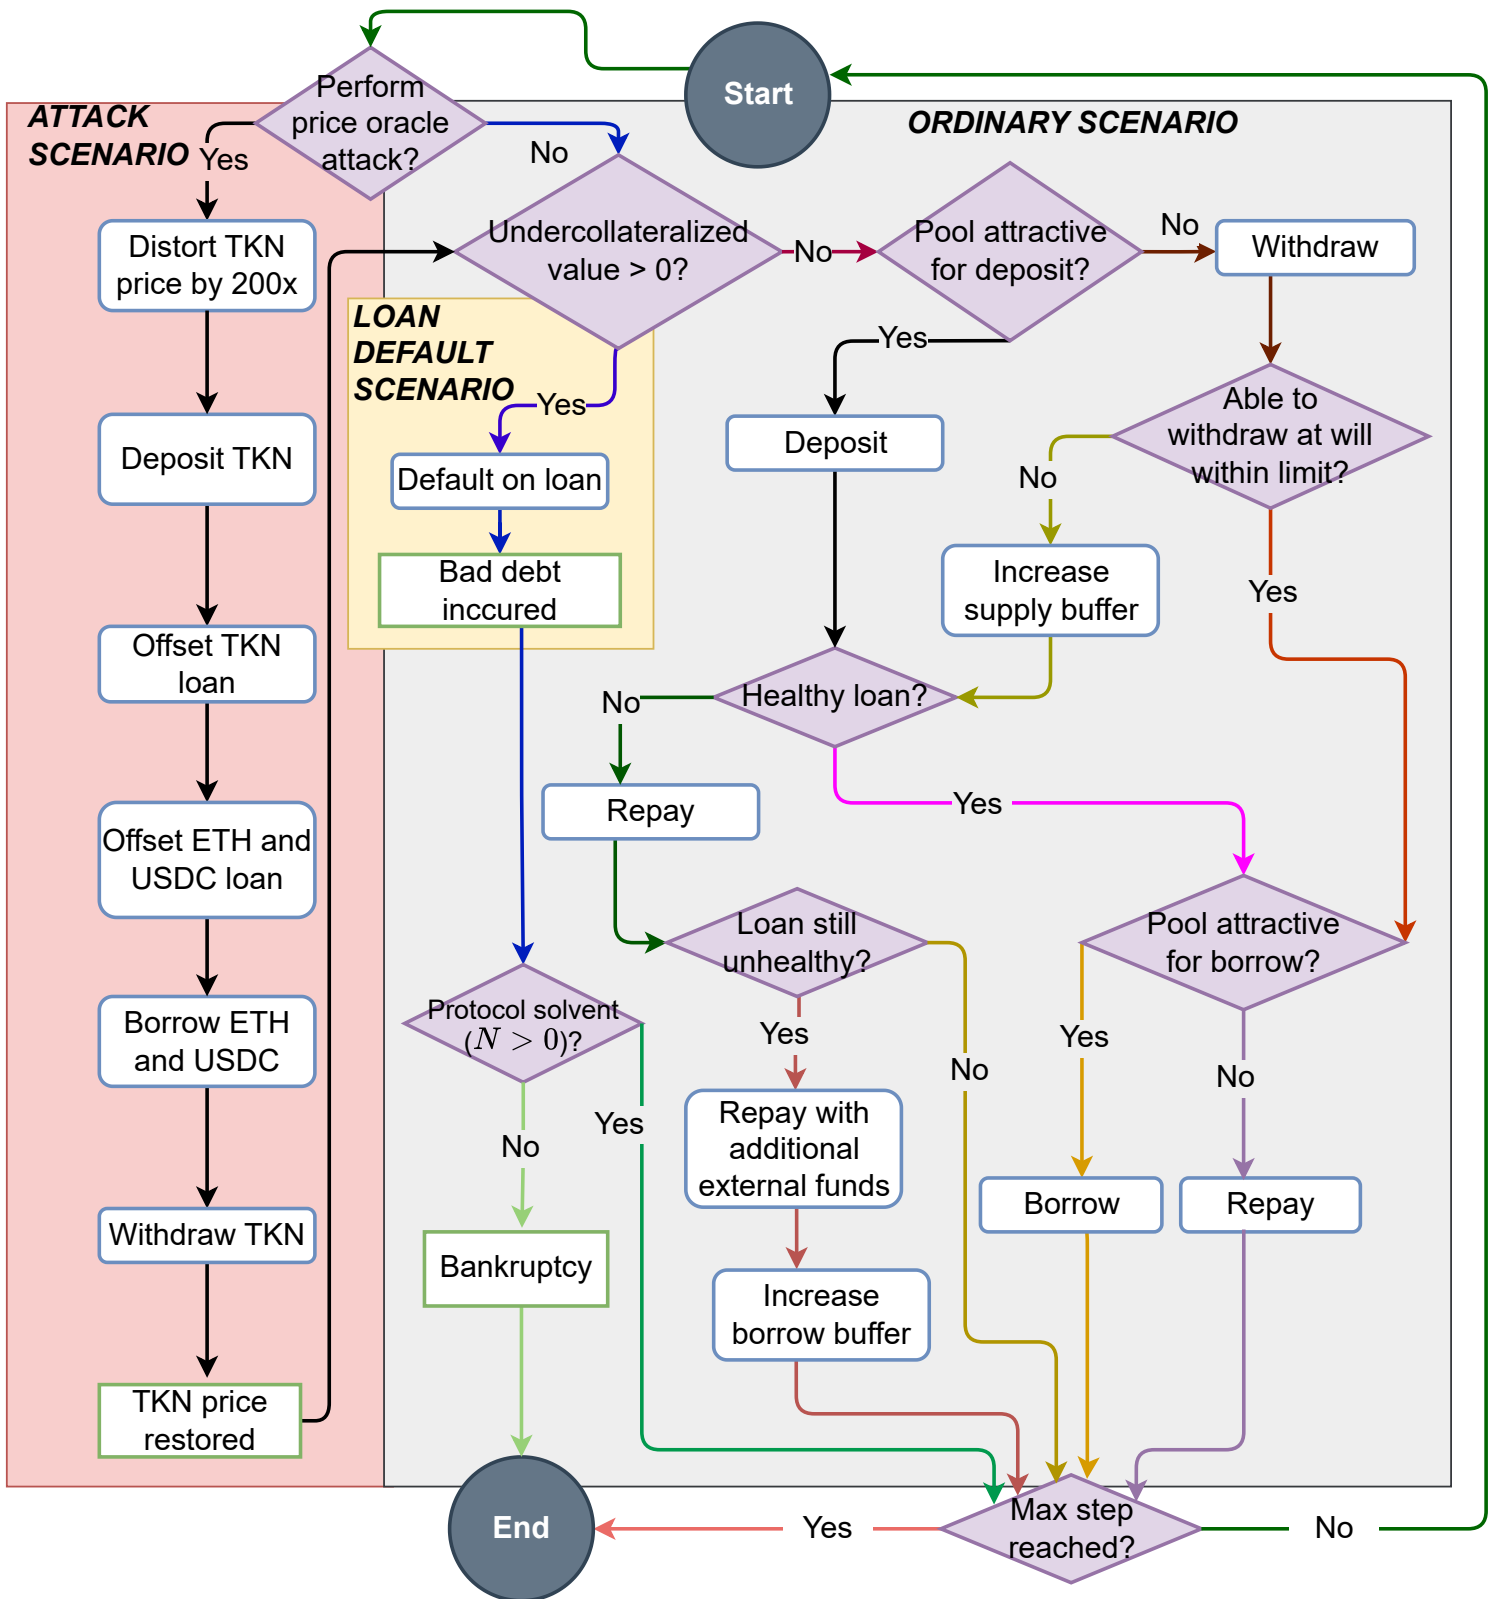 Start
Perform
price oracle
attack?
ATTACK
SCENARIO
Yes
No
ORDINARY SCENARIO
Distort TKN
price by 200x
Undercollateralized
value > 0?
No
Pool attractive
for deposit?
No
Withdraw
LOAN
DEFAULT
SCENARIO
Yes
Yes
Able to
withdraw at will
within limit?
Deposit TKN
Default on loan
Deposit
No
Bad debt
inccured
Increase
supply buffer
Yes
Offset TKN
loan
No
Healthy loan?
Offset ETH and
USDC loan
Repay
Yes
Loan still
unhealthy?
Pool attractive
for borrow?
Borrow ETH
and USDC
Protocol solvent
(N > 0)?
Yes
No
Yes
No
Yes
No
Repay with
additional
external funds
Borrow
Repay
Withdraw TKN
Bankruptcy
Increase
borrow buffer
TKN price
restored
End
Yes
Max step
reached?
No